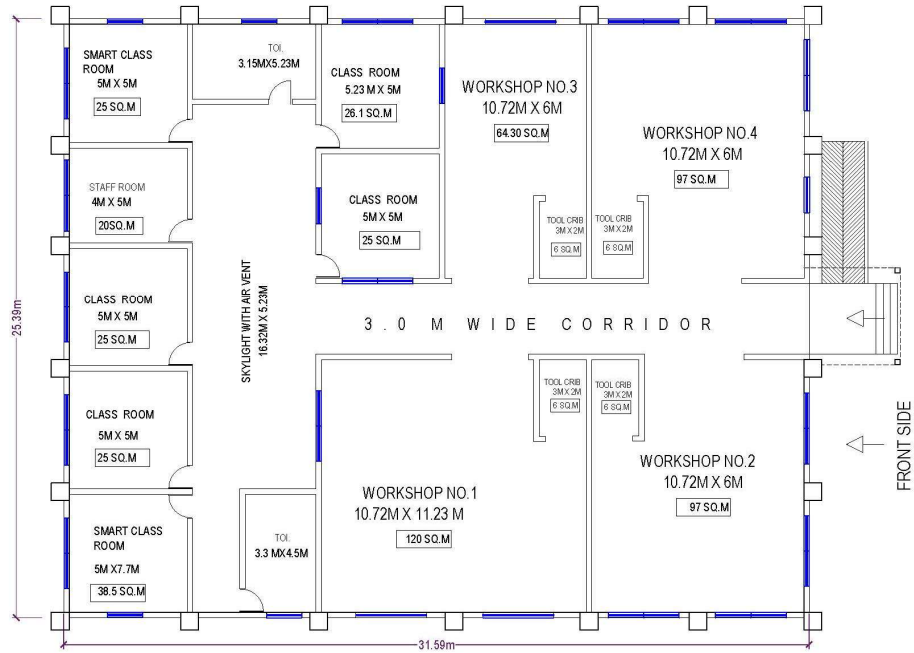 SMART CLASS
ROOM
5M X 5M
25 SQ.M
TOI.
3.15MX5.23M
CLASS ROOM
5.23 M X 5M
26.1 SQ.M
WORKSHOP NO.3
10.72M X 6M
64.30 SQ.M
WORKSHOP NO.4
10.72M X 6M
97 SQ.M
STAFF ROOM
4M X 5M
20SQ.M
CLASS ROOM
5M X 5M
25 SQ.M
TOOL CRIB
3M X 2M
6 SQ.M
TOOL CRIB
3M X 2M
6 SQ.M
CLASS ROOM
5M X 5M
25 SQ.M
SKYLIGHT WITH AIR VENT
16.32M X 5.23M
3.0 M WIDE CORRIDOR
25.39m
CLASS ROOM
5M X 5M
25 SQ.M
TOOL CRIB
3M X 2M
6 SQ.M
TOOL CRIB
3M X 2M
6 SQ.M
FRONT SIDE
WORKSHOP NO.1
10.72M X 11.23 M
120 SQ.M
WORKSHOP NO.2
10.72M X 6M
97 SQ.M
SMART CLASS
ROOM
5M X7.7M
38.5 SQ.M
TOI.
3.3 MX4.5M
31.59m